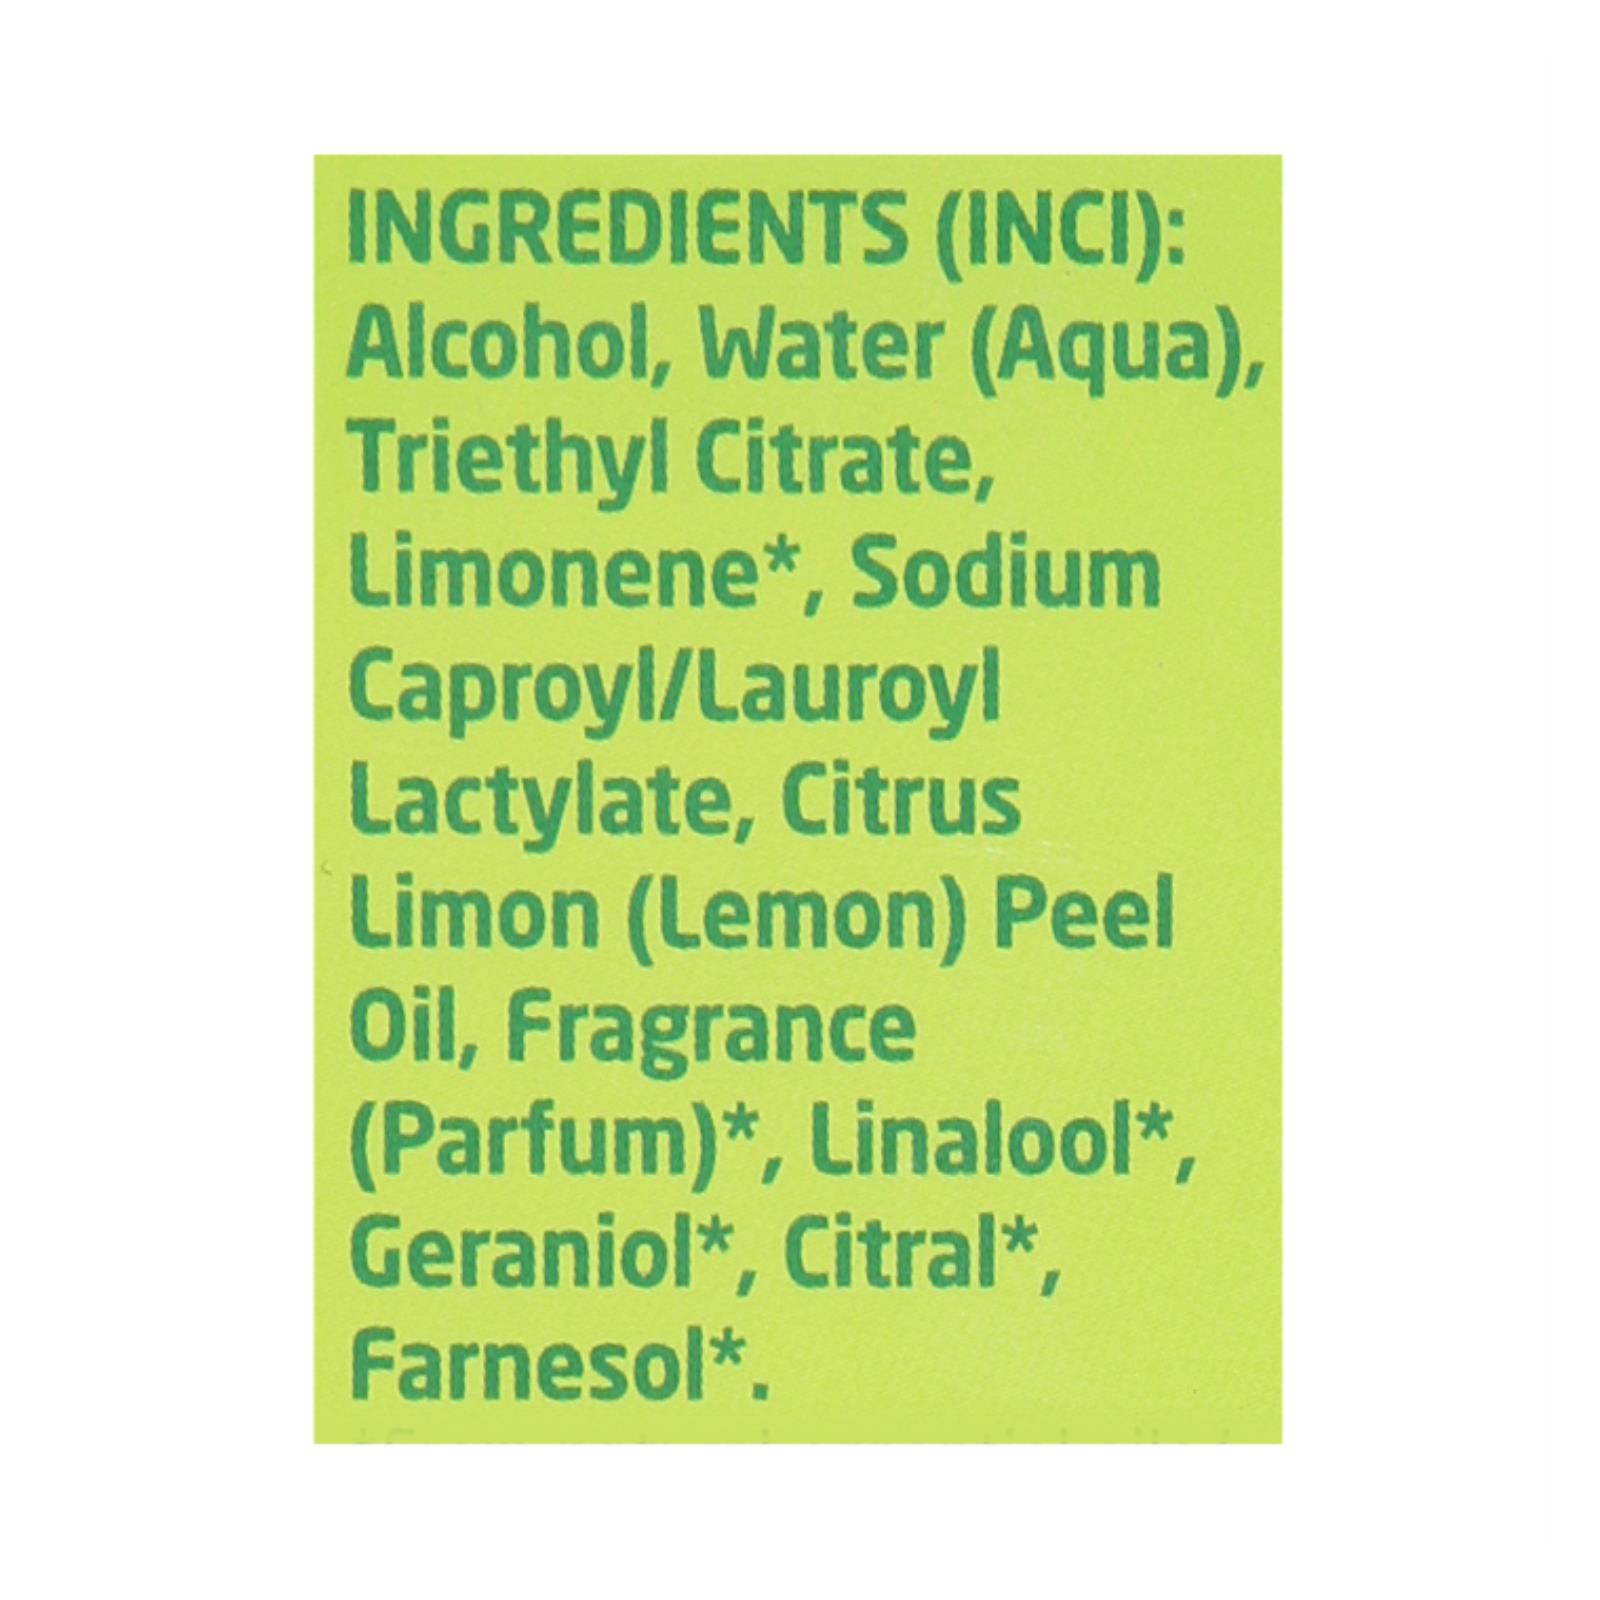 INGREDIENTS (INCI):
Alcohol, Water (Aqua),
Triethyl Citrate,
Limonene*, Sodium
Caproyl/Lauroyl
Lactylate, Citrus
Limon (Lemon) Peel
Oil, Fragrance
(Parfum)*, Linalool*,
Geraniol*, Citral*,
Farnesol*.